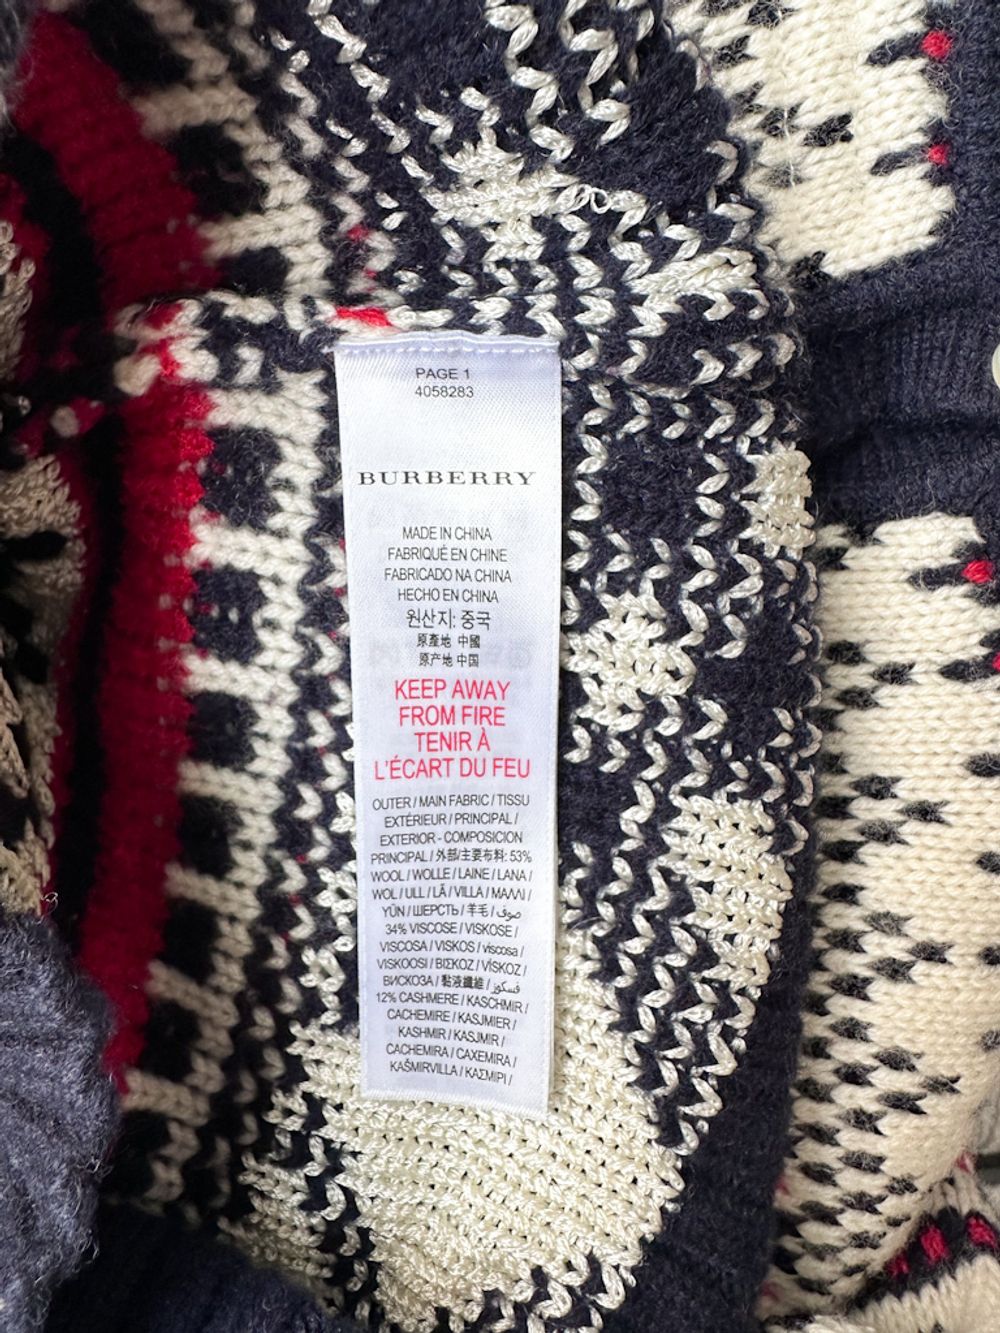 PAGE 1
4058283
BURBERRY
MADE IN CHINA
FABRIQUÉ EN CHINE
FABRICADO NA CHINA
HECHO EN CHINA
원산지: 중국
原產地 中國
原产地 中国
KEEP AWAY
FROM FIRE
TENIR À
L'ÉCART DU FEU
OUTER / MAIN FABRIC / TISSU
EXTÉRIEUR / PRINCIPAL /
EXTERIOR - COMPOSICION
PRINCIPAL / 外部/主要布料: 53%
WOOL / WOLLE / LAINE / LANA /
WOL / ULL / LÃ / VILLA / ΜΑΛΛΙ /
YÜN / ШЕРСТЬ / 羊毛 / صوف /
34% VISCOSE / VISKOSE /
VISCOSA / VISKOS / viscosa /
VISKOOSI / ΒΙΣΚΟΖ / VİSKOZ /
ВИСКОЗА / 黏液纖維 / فسكوز /
12% CASHMERE / KASCHMIR /
CACHEMIRE / KASJMIER /
KASHMIR / KASJMIR /
CACHEMIRA / CAXEMIRA /
KAŠMIRVILLA / ΚΑΣΜΙΡΙ /